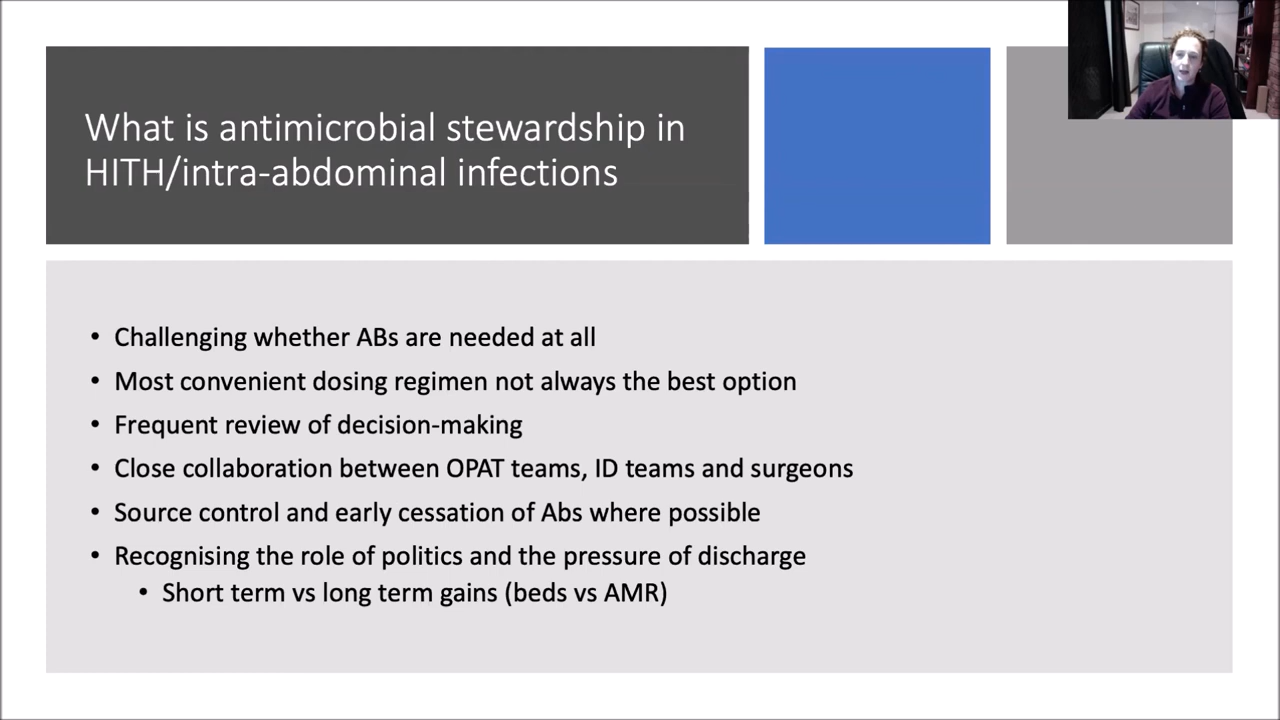 What is antimicrobial stewardship in
HITH/intra-abdominal infections
• Challenging whether ABs are needed at all
• Most convenient dosing regimen not always the best option
• Frequent review of decision-making
• Close collaboration between OPAT teams, ID teams and surgeons
• Source control and early cessation of Abs where possible
• Recognising the role of politics and the pressure of discharge
• Short term vs long term gains (beds vs AMR)